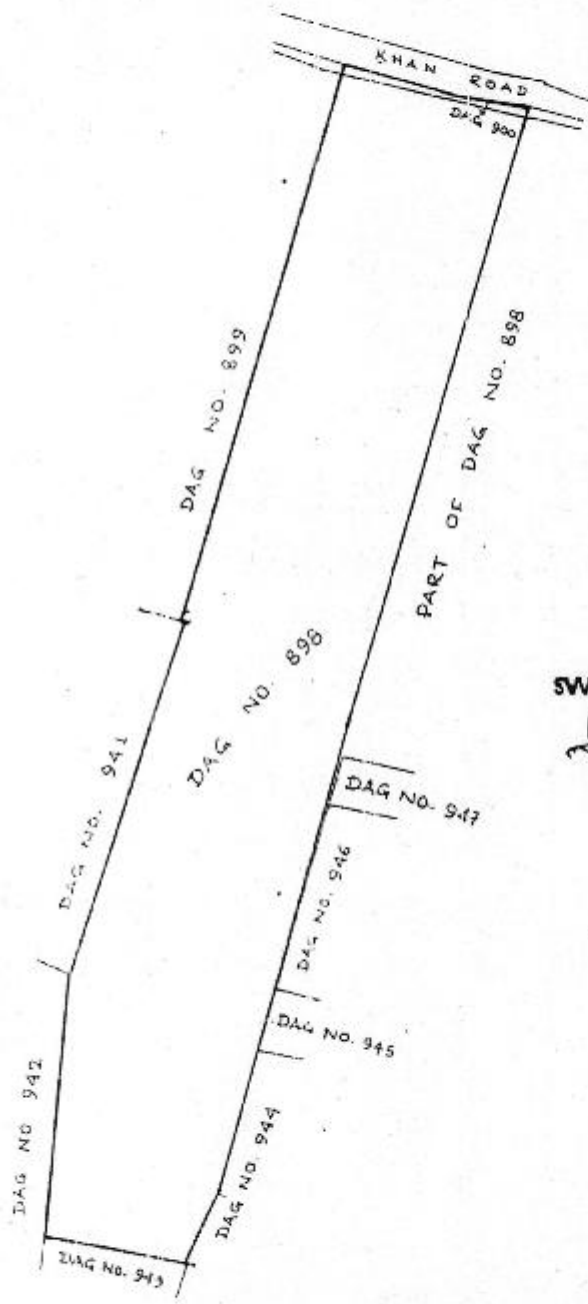 KHAN ROAD
DAG 900
DAG NO. 899
PART OF DAG NO. 898
DAG NO. 898
DAG NO. 941
DAG NO. 947
DAG NO. 946
DAG NO. 945
DAG NO 942
DAG NO. 944
DAG NO. 943
SW